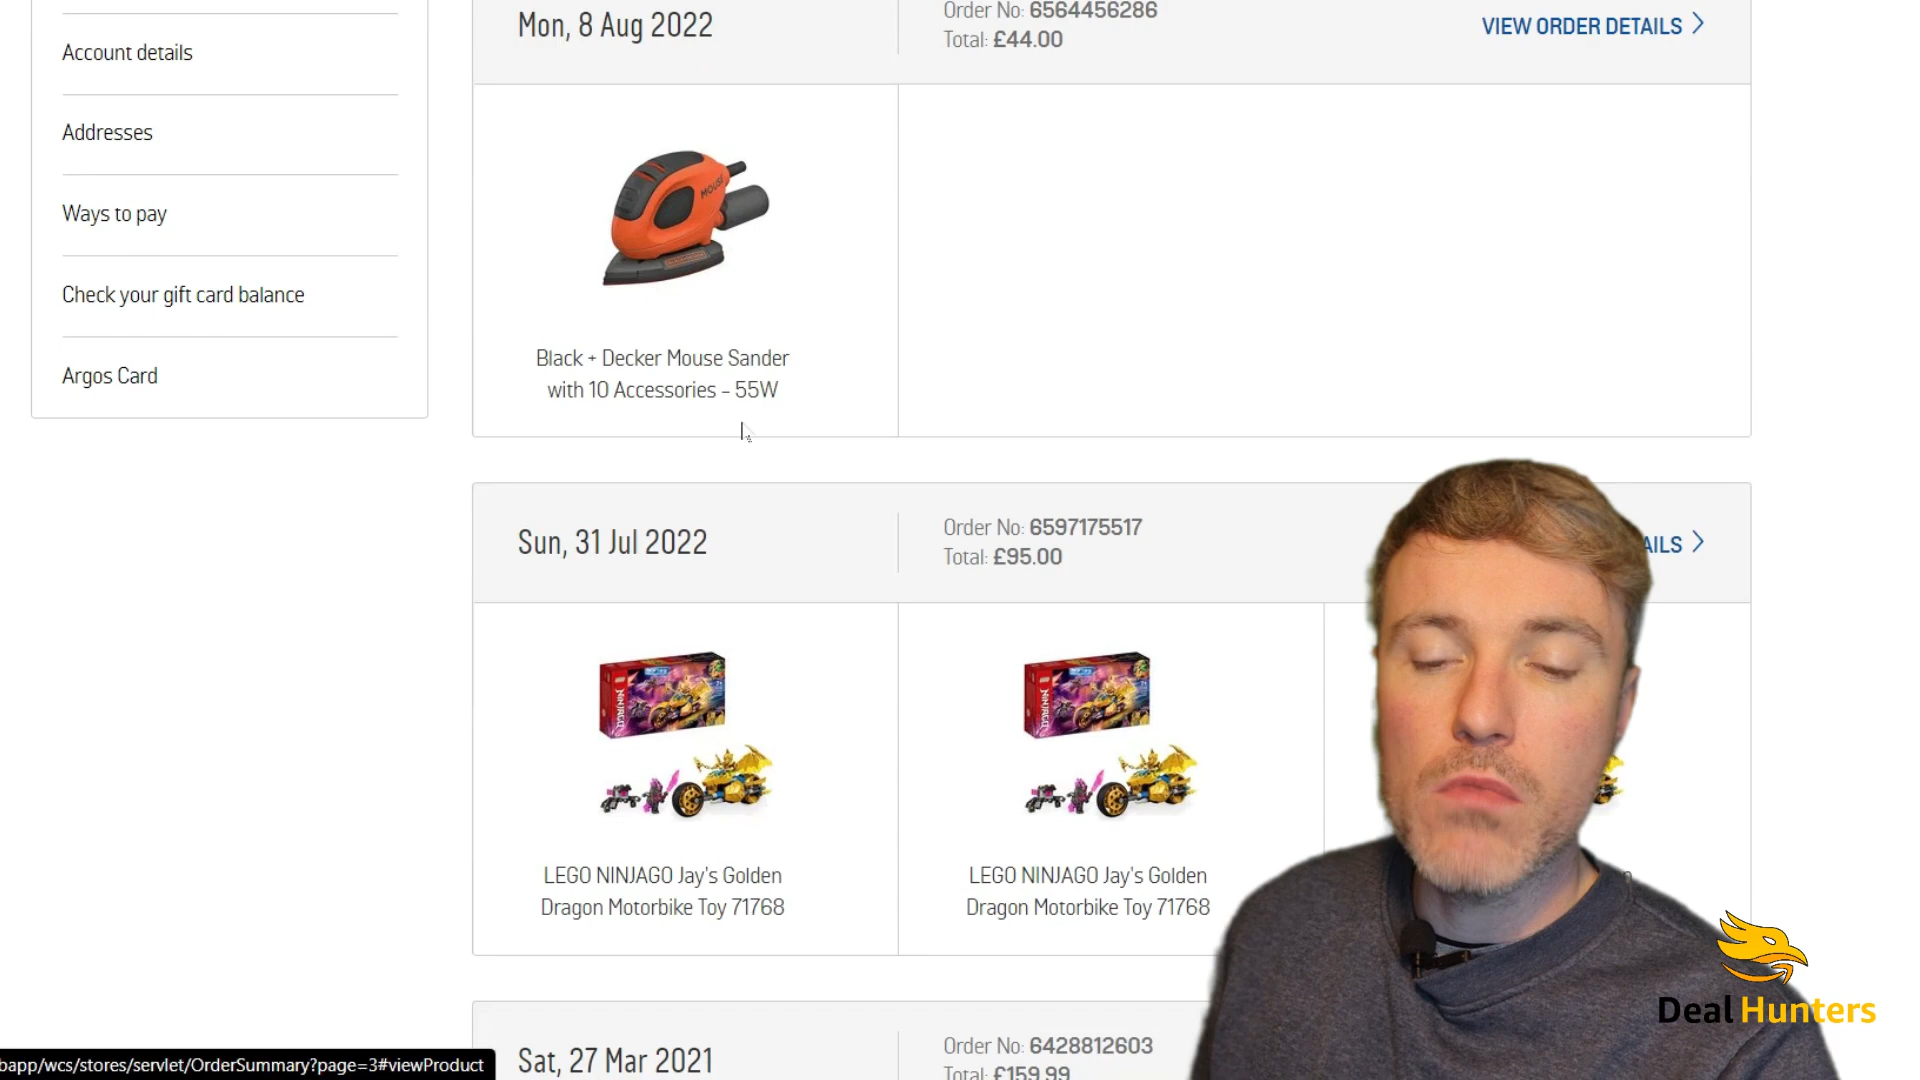 Mon, 8 Aug 2022
Order No: 6564456286
Total: £44.00
VIEW ORDER DETAILS
Account details
Addresses
Ways to pay
Check your gift card balance
Argos Card
MOUSE
Black + Decker Mouse Sander
with 10 Accessories - 55W
Sun, 31 Jul 2022
Order No: 6597175517
Total: £95.00
AILS
NINJAGO
NINJAGO
LEGO NINJAGO Jay's Golden
Dragon Motorbike Toy 71768
LEGO NINJAGO Jay's Golden
Dragon Motorbike Toy 71768
Sat, 27 Mar 2021
Order No: 6428812603
Total: £159.99
Deal Hunters
bapp/wcs/stores/servlet/OrderSummary?page=3#viewProduct